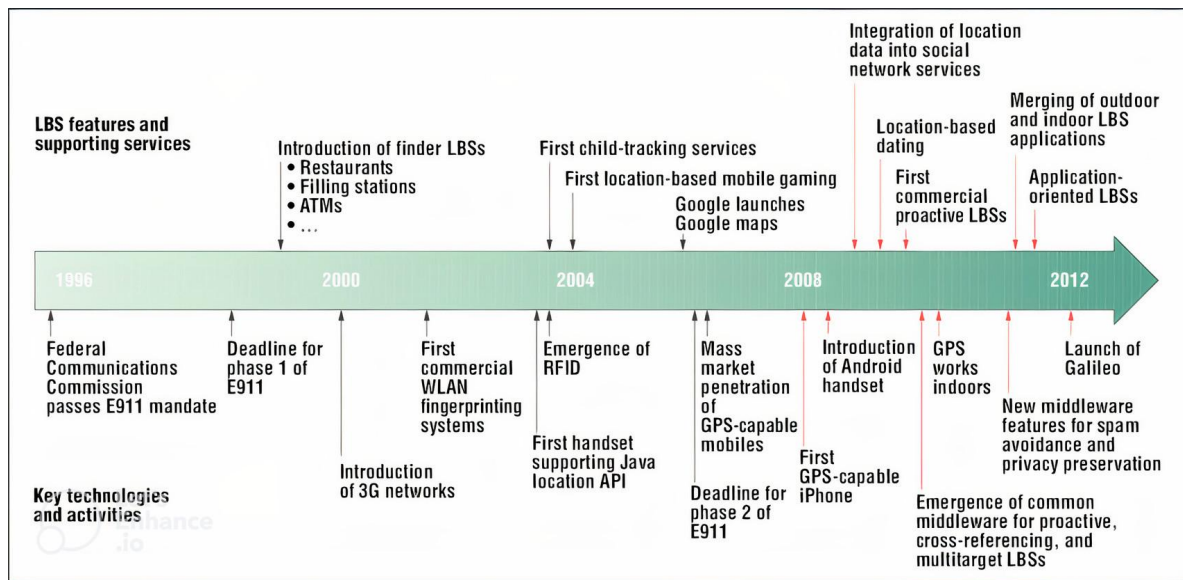 LBS features and
supporting services
Introduction of finder LBSs
• Restaurants
• Filling stations
• ATMs
• ...
First child-tracking services
First location-based mobile gaming
Google launches
Google maps
Integration of location
data into social
network services
Location-based
dating
First
commercial
proactive LBSs
Merging of outdoor
and indoor LBS
applications
Application-
oriented LBSs
1996
2000
2004
2008
2012
Federal
Communications
Commission
passes E911 mandate
Deadline for
phase 1 of
E911
Introduction
of 3G networks
First
commercial
WLAN
fingerprinting
systems
Emergence of
RFID
First handset
supporting Java
location API
Mass
market
penetration
of
GPS-capable
mobiles
Deadline for
phase 2 of
E911
First
GPS-capable
iPhone
Introduction
of Android
handset
GPS
works
indoors
Emergence of common
middleware for proactive,
cross-referencing, and
multitarget LBSs
New middleware
features for spam
avoidance and
privacy preservation
Launch of
Galileo
Key technologies
and activities
Enhance
.io